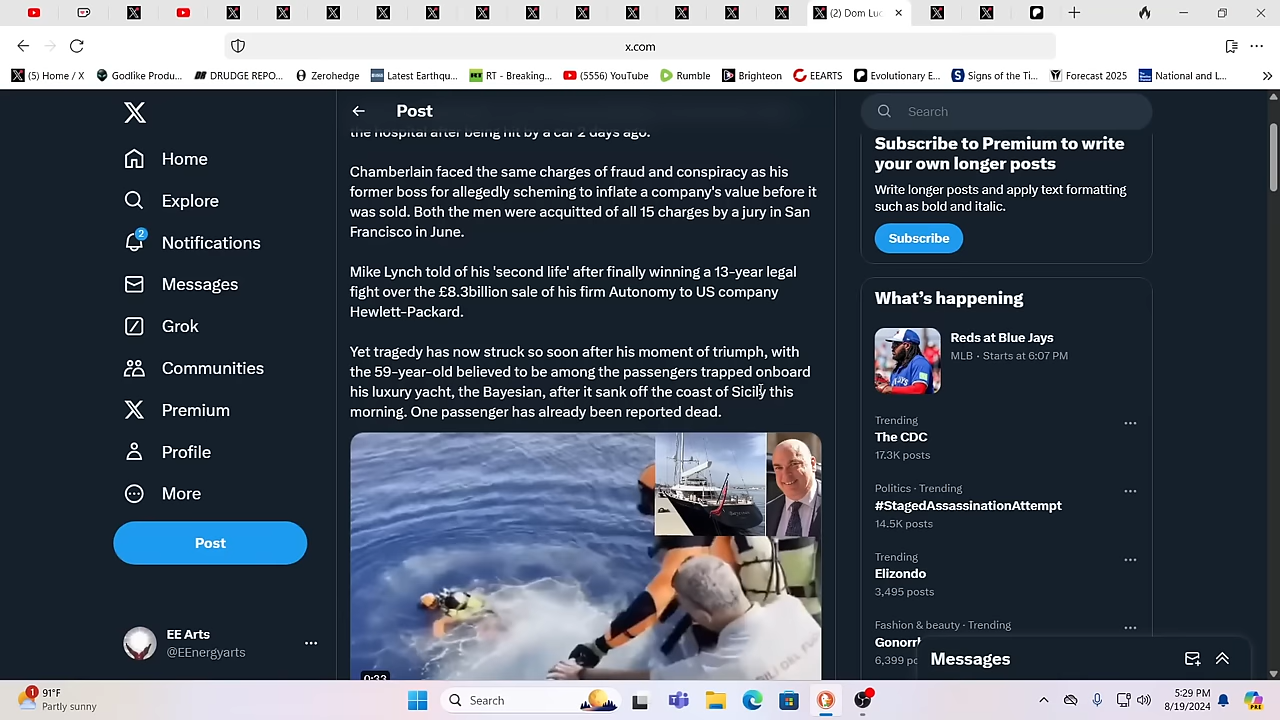 (2) Dom Luc
x.com
(5) Home / X
Godlike Produ...
DRUDGE REPO...
Zerohedge
Latest Earthqu...
RT - Breaking...
(5556) YouTube
Rumble
Brighteon
EEARTS
Evolutionary E...
Signs of the Ti...
Forecast 2025
National and L...
Post
Search
the hospital after being hit by a car 2 days ago.
Chamberlain faced the same charges of fraud and conspiracy as his
former boss for allegedly scheming to inflate a company's value before it
was sold. Both the men were acquitted of all 15 charges by a jury in San
Francisco in June.
Mike Lynch told of his 'second life' after finally winning a 13-year legal
fight over the £8.3billion sale of his firm Autonomy to US company
Hewlett-Packard.
Yet tragedy has now struck so soon after his moment of triumph, with
the 59-year-old believed to be among the passengers trapped onboard
his luxury yacht, the Bayesian, after it sank off the coast of Sicily this
morning. One passenger has already been reported dead.
0:33
Home
Explore
2
Notifications
Messages
Grok
Communities
Premium
Profile
More
Post
EE Arts
@EEnergyarts
Subscribe to Premium to write
your own longer posts
Write longer posts and apply text formatting
such as bold and italic.
Subscribe
What's happening
Reds at Blue Jays
MLB · Starts at 6:07 PM
Trending
The CDC
17.3K posts
Politics · Trending
#StagedAssassinationAttempt
14.5K posts
Trending
Elizondo
3,495 posts
Fashion & beauty · Trending
Gonorrh
6,399 po
Messages
1
91°F
Partly sunny
Search
5:29 PM
8/19/2024